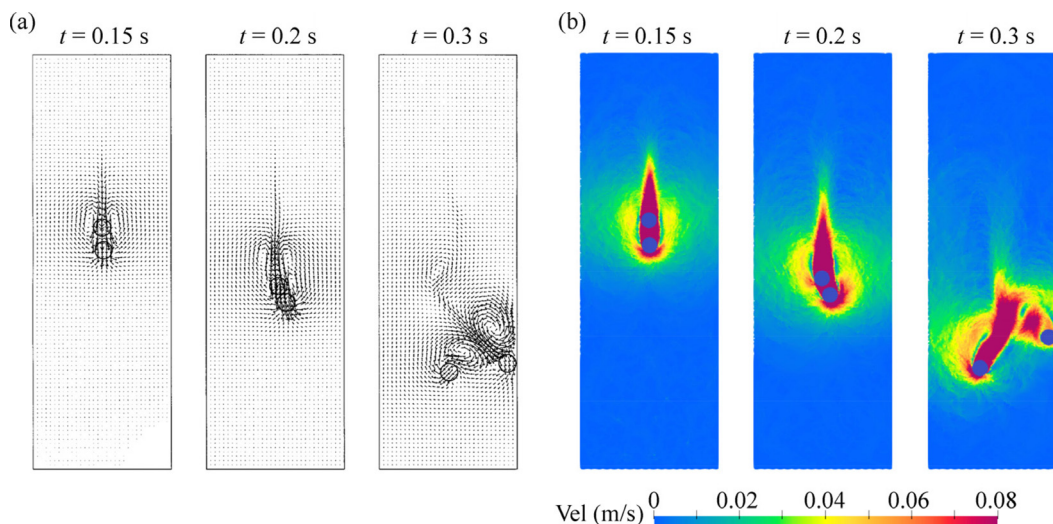 (a)
t = 0.15 s t = 0.2 s t = 0.3 s
(b)
t = 0.15 s t = 0.2 s t = 0.3 s
Vel (m/s) 0 0.02 0.04 0.06 0.08